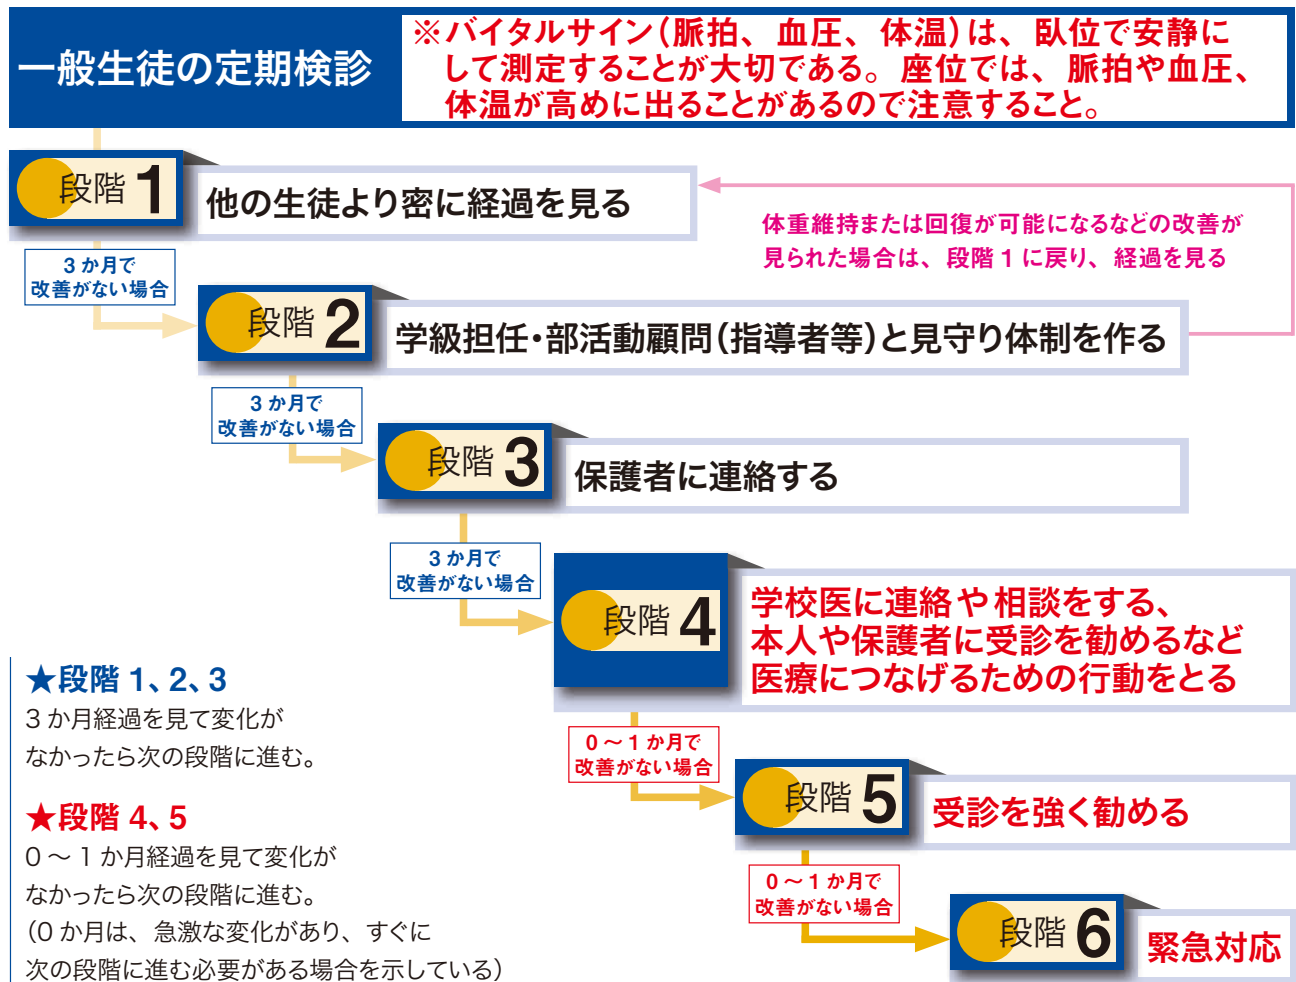 一般生徒の定期検診
※バイタルサイン（脈拍、血圧、体温）は、臥位で安静に
して測定することが大切である。座位では、脈拍や血圧、
体温が高めに出ることがあるので注意すること。
段階 1
他の生徒より密に経過を見る
体重維持または回復が可能になるなどの改善が
見られた場合は、段階 1 に戻り、経過を見る
3 か月で
改善がない場合
段階 2
学級担任・部活動顧問（指導者等）と見守り体制を作る
3 か月で
改善がない場合
段階 3
保護者に連絡する
3 か月で
改善がない場合
段階 4
学校医に連絡や相談をする、
本人や保護者に受診を勧めるなど
医療につなげるための行動をとる
0 〜 1 か月で
改善がない場合
段階 5
受診を強く勧める
0 〜 1 か月で
改善がない場合
段階 6
緊急対応
★段階 1、2、3
3 か月経過を見て変化が
なかったら次の段階に進む。
★段階 4、5
0 〜 1 か月経過を見て変化が
なかったら次の段階に進む。
（0 か月は、急激な変化があり、すぐに
次の段階に進む必要がある場合を示している）